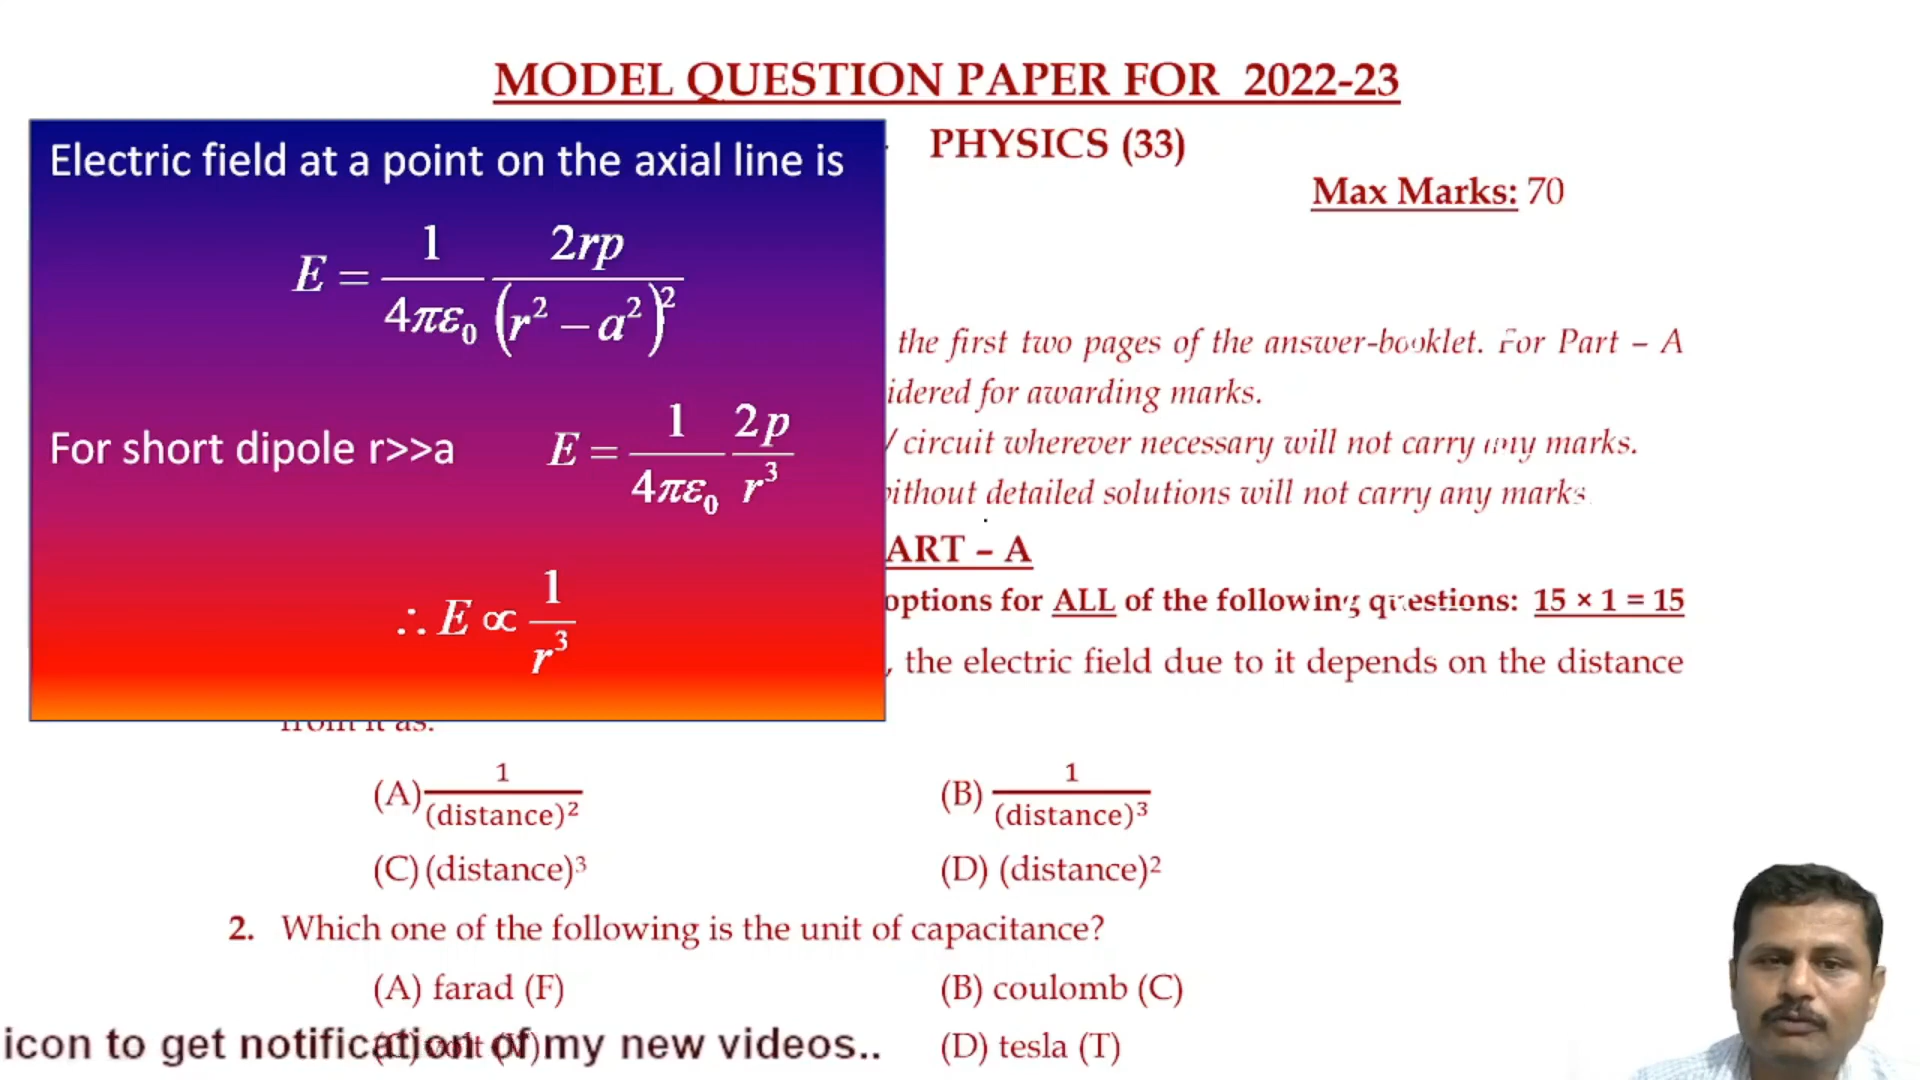 MODEL QUESTION PAPER FOR 2022-23
PHYSICS (33)
Max Marks: 70
Electric field at a point on the axial line is
E = 1/4πε₀ 2rp/(r² – a²)²
For short dipole r>>a E = 1/4πε₀ 2p/r³
∴ E ∝ 1/r³
the first two pages of the answer-booklet. For Part – A
idered for awarding marks.
/ circuit wherever necessary will not carry any marks.
ithout detailed solutions will not carry any marks
ART – A
options for ALL of the following questions: 15 × 1 = 15
, the electric field due to it depends on the distance
from it as:
(A) 1/(distance)² (B) 1/(distance)³
(C) (distance)³ (D) (distance)²
2. Which one of the following is the unit of capacitance?
(A) farad (F) (B) coulomb (C)
(C) volt (V) (D) tesla (T)
icon to get notification of my new videos..